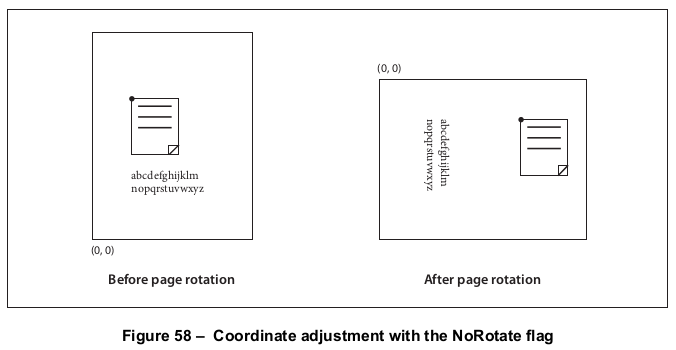 (0, 0)
abcdefghijklm
nopqrstuvwxyz
abcdefghijklm
nopqrstuvwxyz
(0, 0)
Before page rotation
After page rotation
Figure 58 – Coordinate adjustment with the NoRotate flag